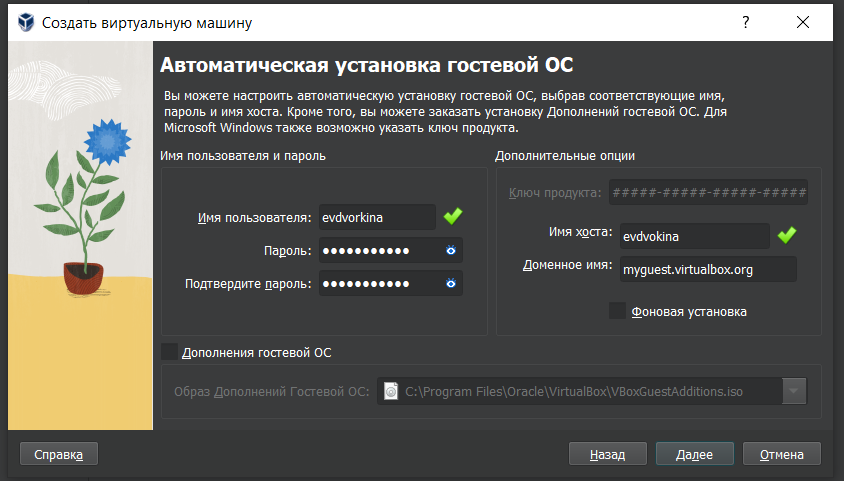 Создать виртуальную машину
?
Автоматическая установка гостевой ОС
Вы можете настроить автоматическую установку гостевой ОС, выбрав соответствующие имя,
пароль и имя хоста. Кроме того, вы можете заказать установку Дополнений гостевой ОС. Для
Microsoft Windows также возможно указать ключ продукта.
Имя пользователя и пароль
Имя пользователя: evdvorkina
Пароль: ●●●●●●●●●●●
Подтвердите пароль: ●●●●●●●●●●●
Дополнительные опции
Ключ продукта: #####-#####-#####-#####
Имя хоста: evdvokina
Доменное имя: myguest.virtualbox.org
Фоновая установка
Дополнения гостевой ОС
Образ Дополнений Гостевой ОС: C:\Program Files\Oracle\VirtualBox\VBoxGuestAdditions.iso
Справка
Назад
Далее
Отмена